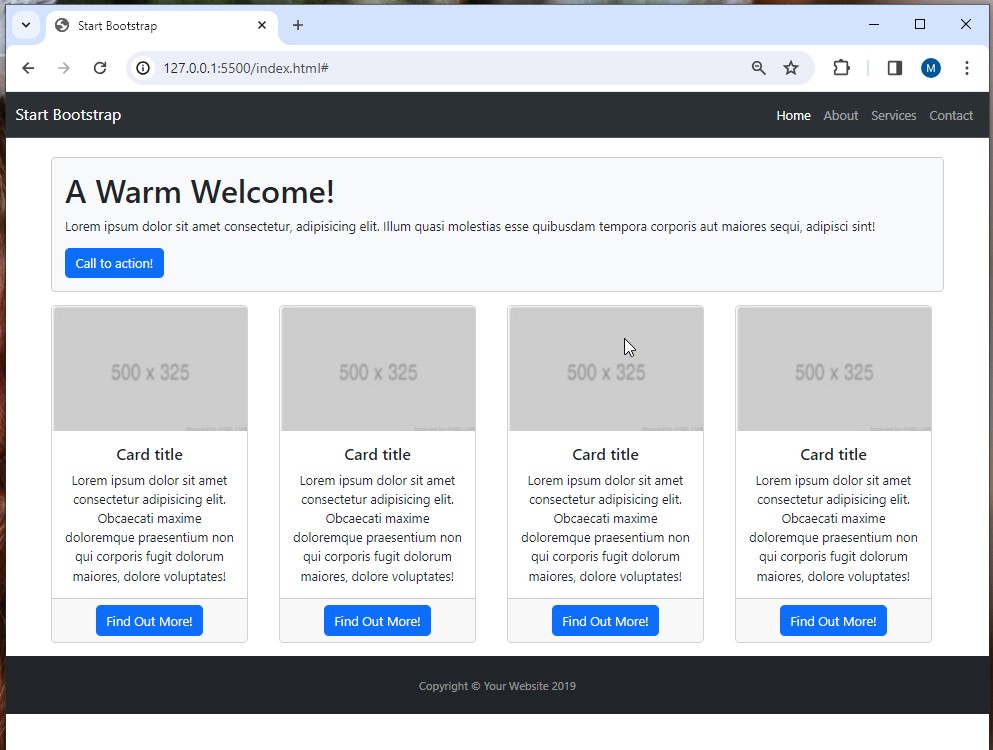 Start Bootstrap
127.0.0.1:5500/index.html#
M
Start Bootstrap
Home About Services Contact
A Warm Welcome!
Lorem ipsum dolor sit amet consectetur, adipisicing elit. Illum quasi molestias esse quibusdam tempora corporis aut maiores sequi, adipisci sint!
Call to action!
500 x 325
Card title
Lorem ipsum dolor sit amet
consectetur adipisicing elit.
Obcaecati maxime
doloremque praesentium non
qui corporis fugit dolorum
maiores, dolore voluptates!
Find Out More!
500 x 325
Card title
Lorem ipsum dolor sit amet
consectetur adipisicing elit.
Obcaecati maxime
doloremque praesentium non
qui corporis fugit dolorum
maiores, dolore voluptates!
Find Out More!
500 x 325
Card title
Lorem ipsum dolor sit amet
consectetur adipisicing elit.
Obcaecati maxime
doloremque praesentium non
qui corporis fugit dolorum
maiores, dolore voluptates!
Find Out More!
500 x 325
Card title
Lorem ipsum dolor sit amet
consectetur adipisicing elit.
Obcaecati maxime
doloremque praesentium non
qui corporis fugit dolorum
maiores, dolore voluptates!
Find Out More!
Copyright © Your Website 2019